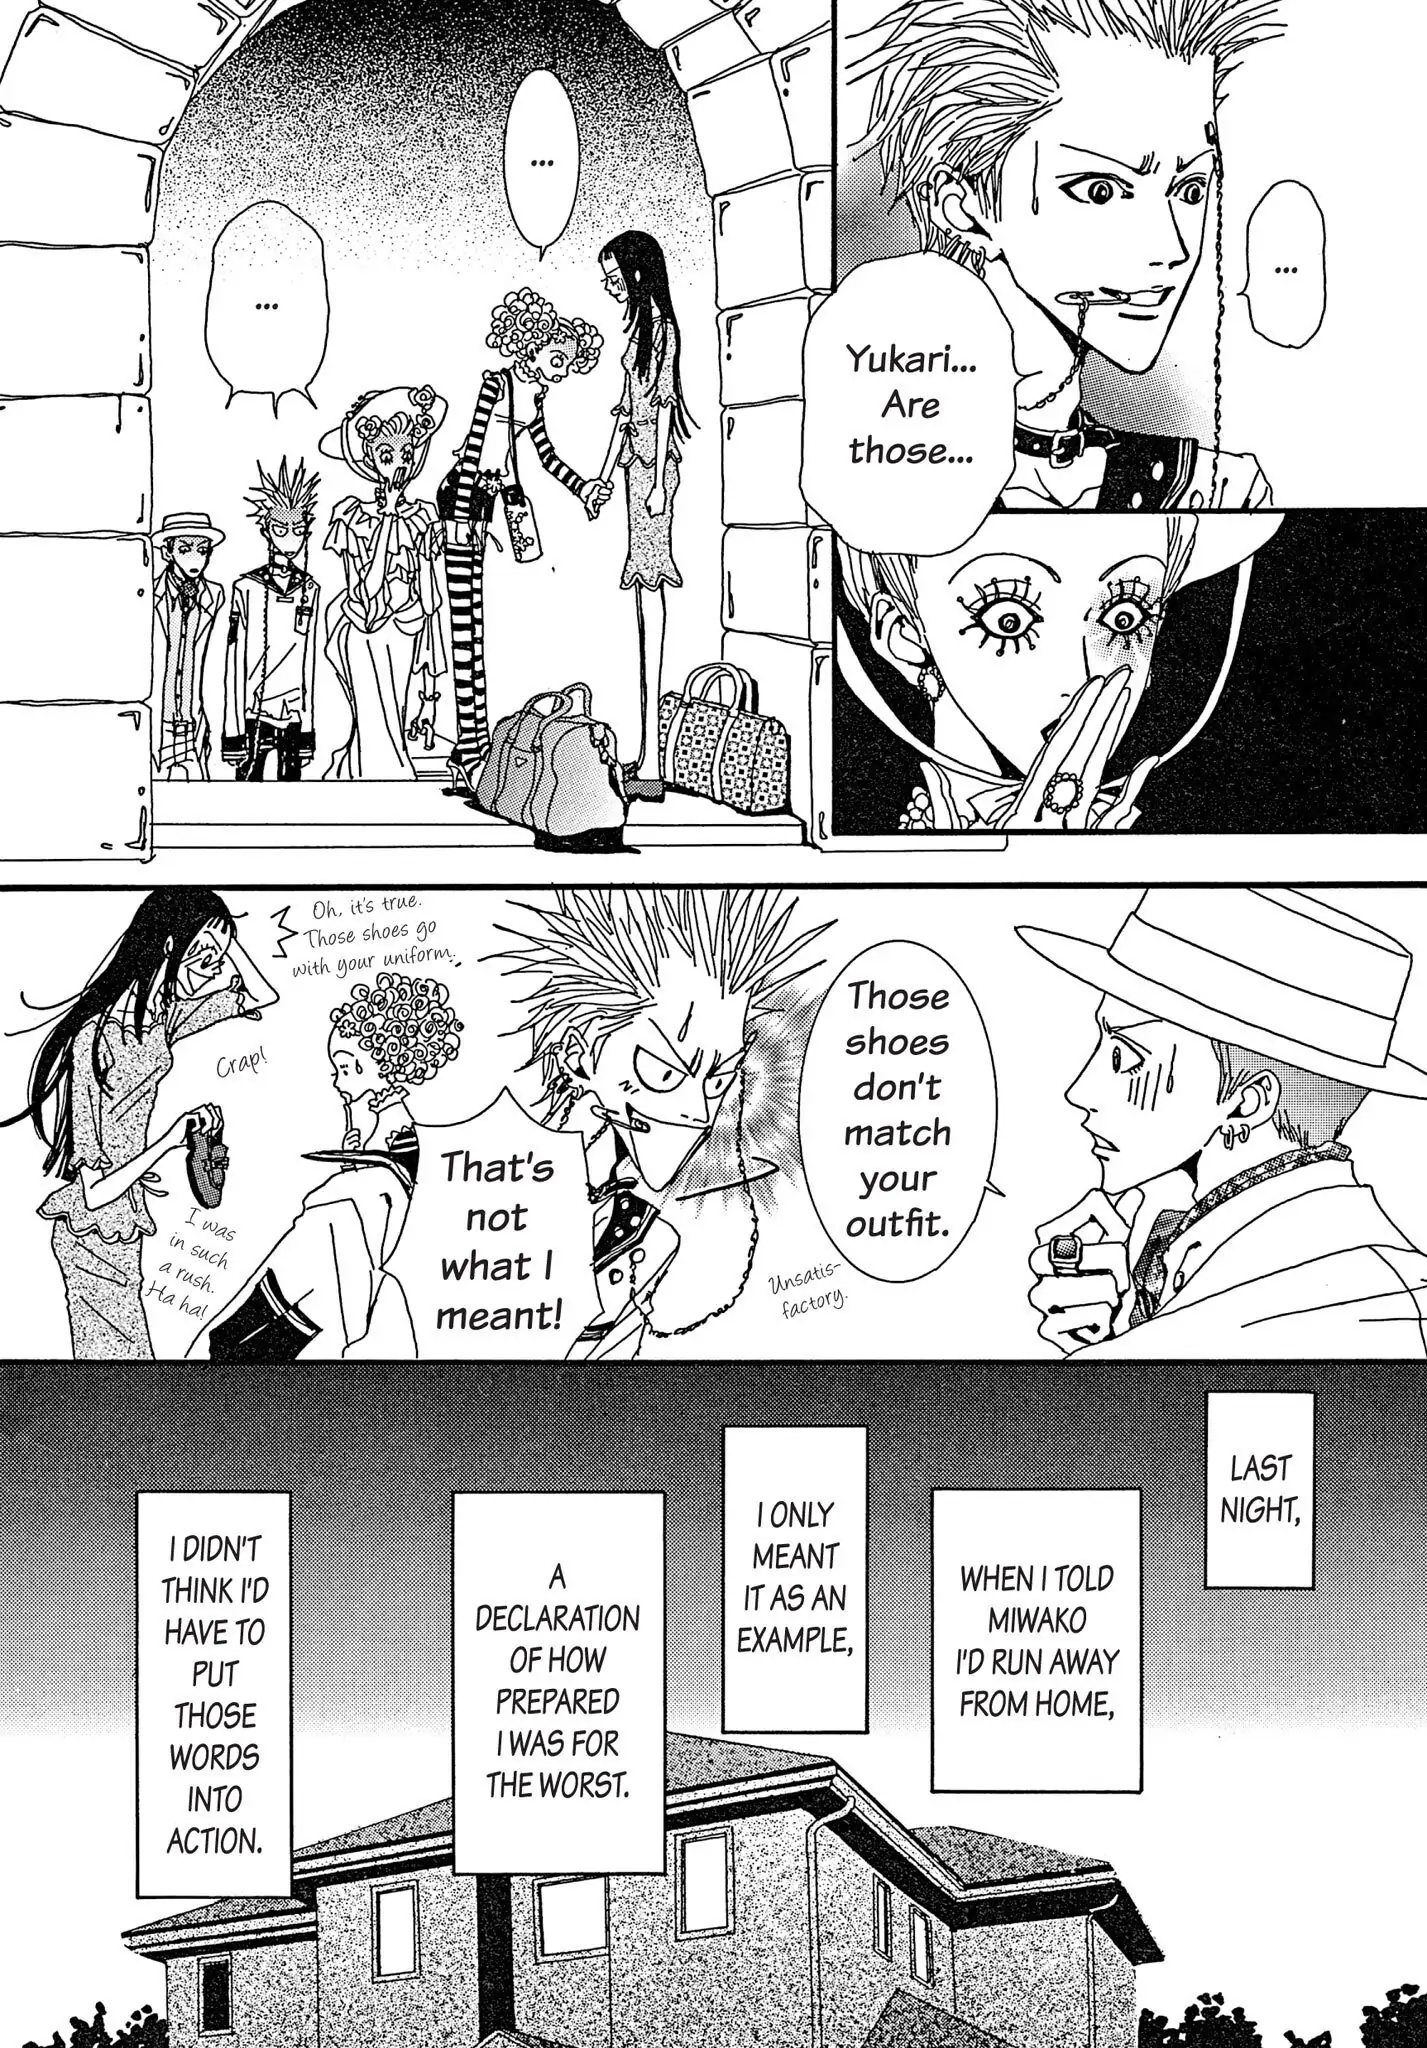 ...
Yukari...
Are
those...
...
...
Those
shoes
don't
match
your
outfit.
Unsatis-
factory.
That's
not
what I
meant!
Oh, it's true.
Those shoes go
with your uniform.
Crap!
I was
in such
a rush.
Ha ha!
LAST
NIGHT,
WHEN I TOLD
MIWAKO
I'D RUN AWAY
FROM HOME,
I ONLY
MEANT
IT AS AN
EXAMPLE,
A
DECLARATION
OF HOW
PREPARED
I WAS FOR
THE WORST.
I DIDN'T
THINK I'D
HAVE TO
PUT
THOSE
WORDS
INTO
ACTION.